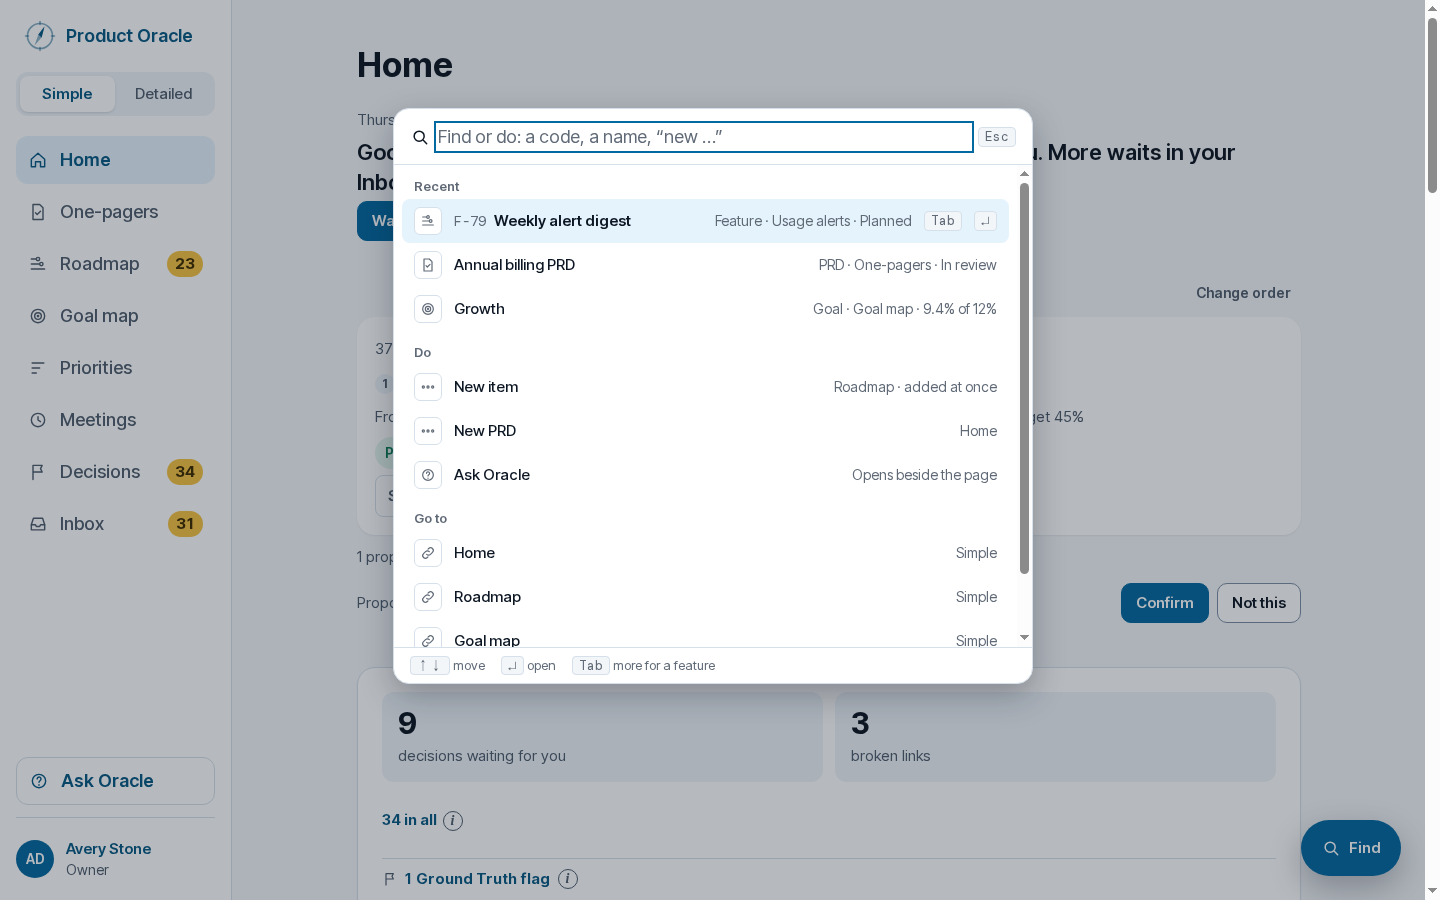 Product Oracle
Simple
Detailed
Home
One-pagers
Roadmap 23
Goal map
Priorities
Meetings
Decisions 34
Inbox 31
Ask Oracle
AD
Avery Stone
Owner
Home
u. More waits in your
Change order
get 45%
Confirm
Not this
Find or do: a code, a name, “new ...”
Esc
Recent
F-79 Weekly alert digest Feature · Usage alerts · Planned Tab ↵
Annual billing PRD PRD · One-pagers · In review
Growth Goal · Goal map · 9.4% of 12%
Do
New item Roadmap · added at once
New PRD Home
Ask Oracle Opens beside the page
Go to
Home Simple
Roadmap Simple
Goal map Simple
↑ ↓ move ↵ open Tab more for a feature
9
decisions waiting for you
3
broken links
34 in all i
1 Ground Truth flag i
Find